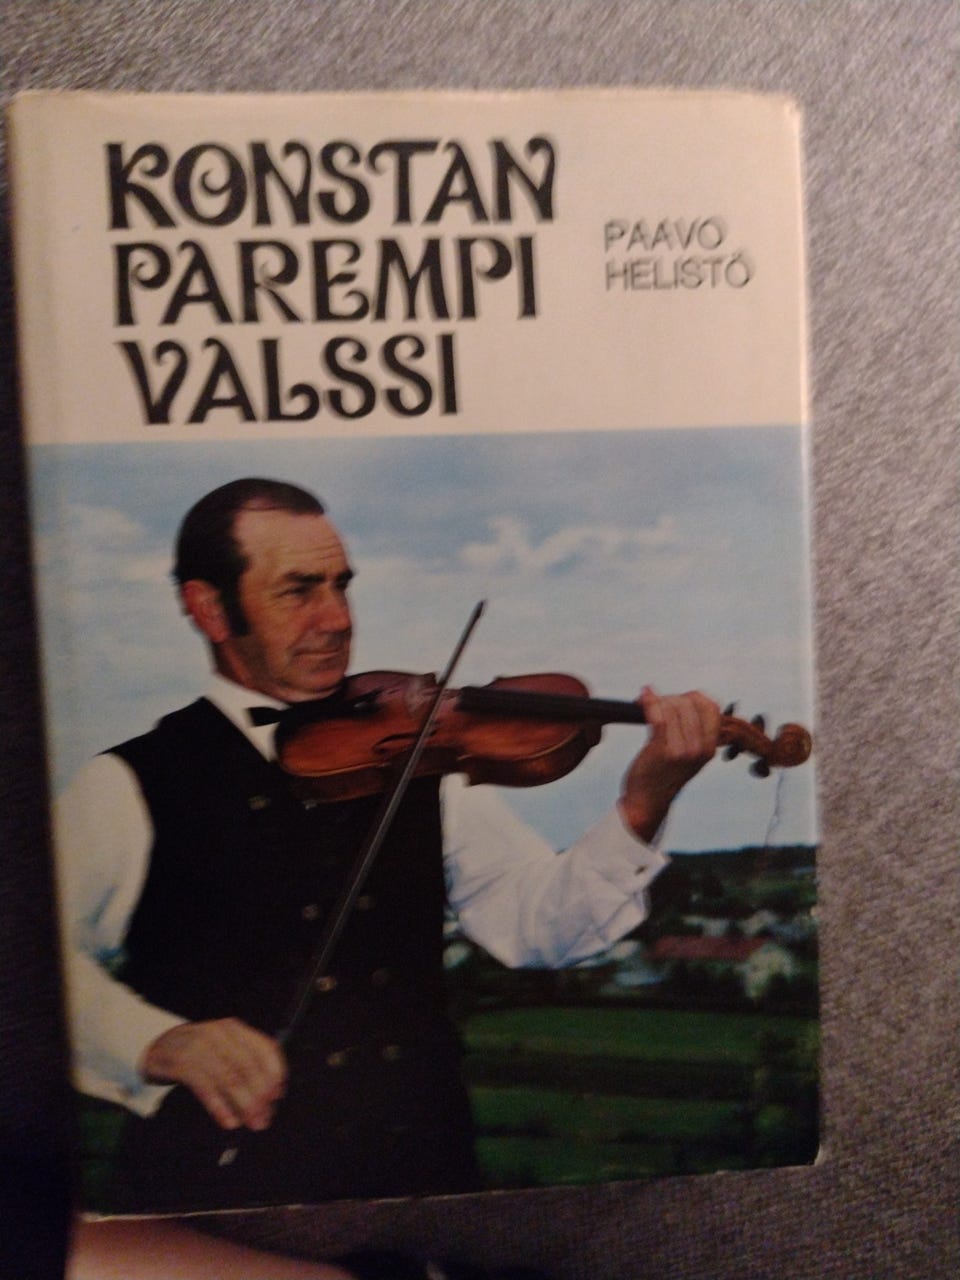 KONSTAN
PAREMPI
VALSSI
PAAVO
HELISTÖ